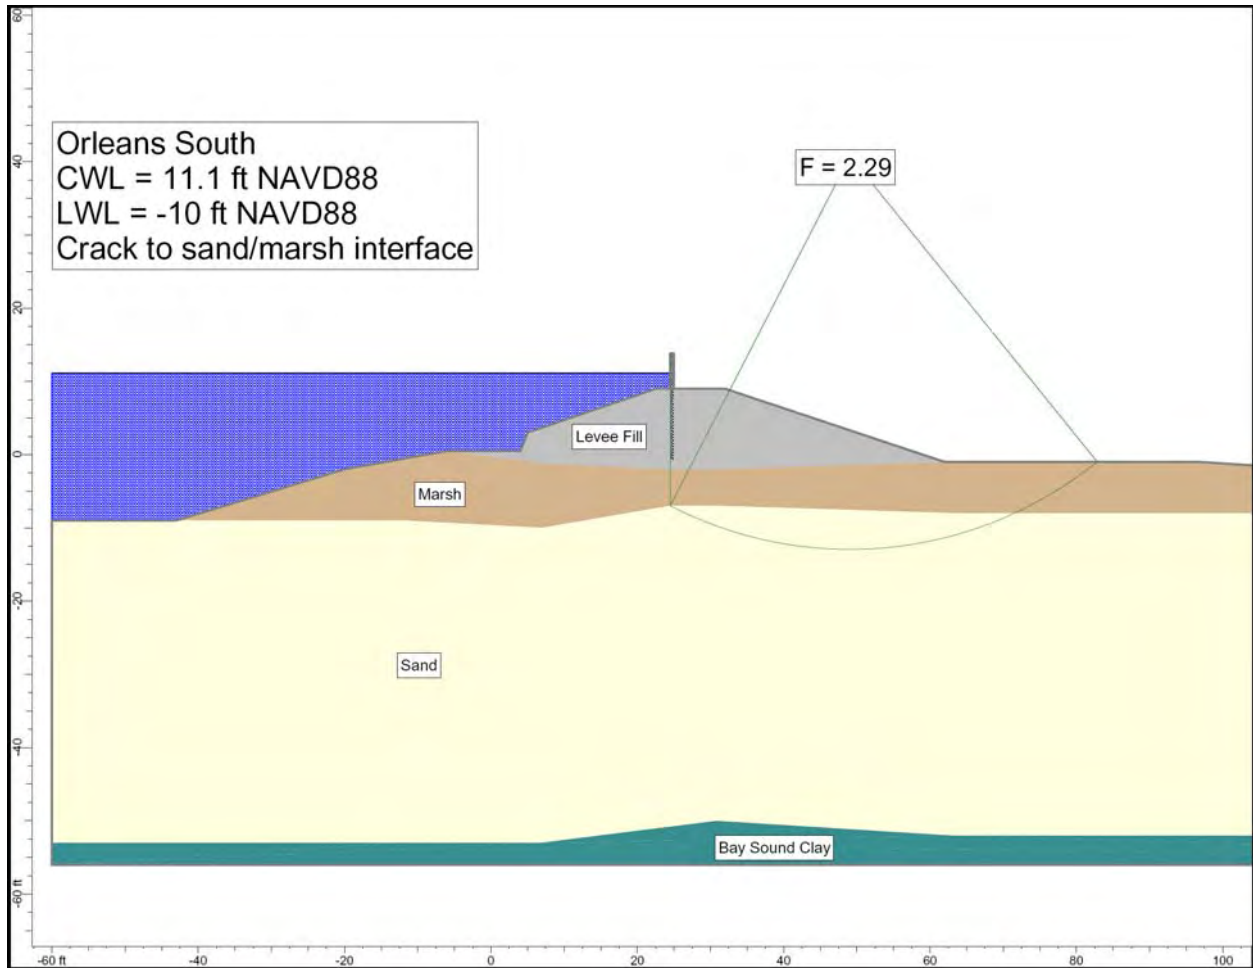 60
Orleans South
CWL = 11.1 ft NAVD88
LWL = -10 ft NAVD88
Crack to sand/marsh interface
40
F = 2.29
20
Levee Fill
0
Marsh
-20
Sand
-40
Bay Sound Clay
-60 ft
-60 ft -40 -20 0 20 40 60 80 100